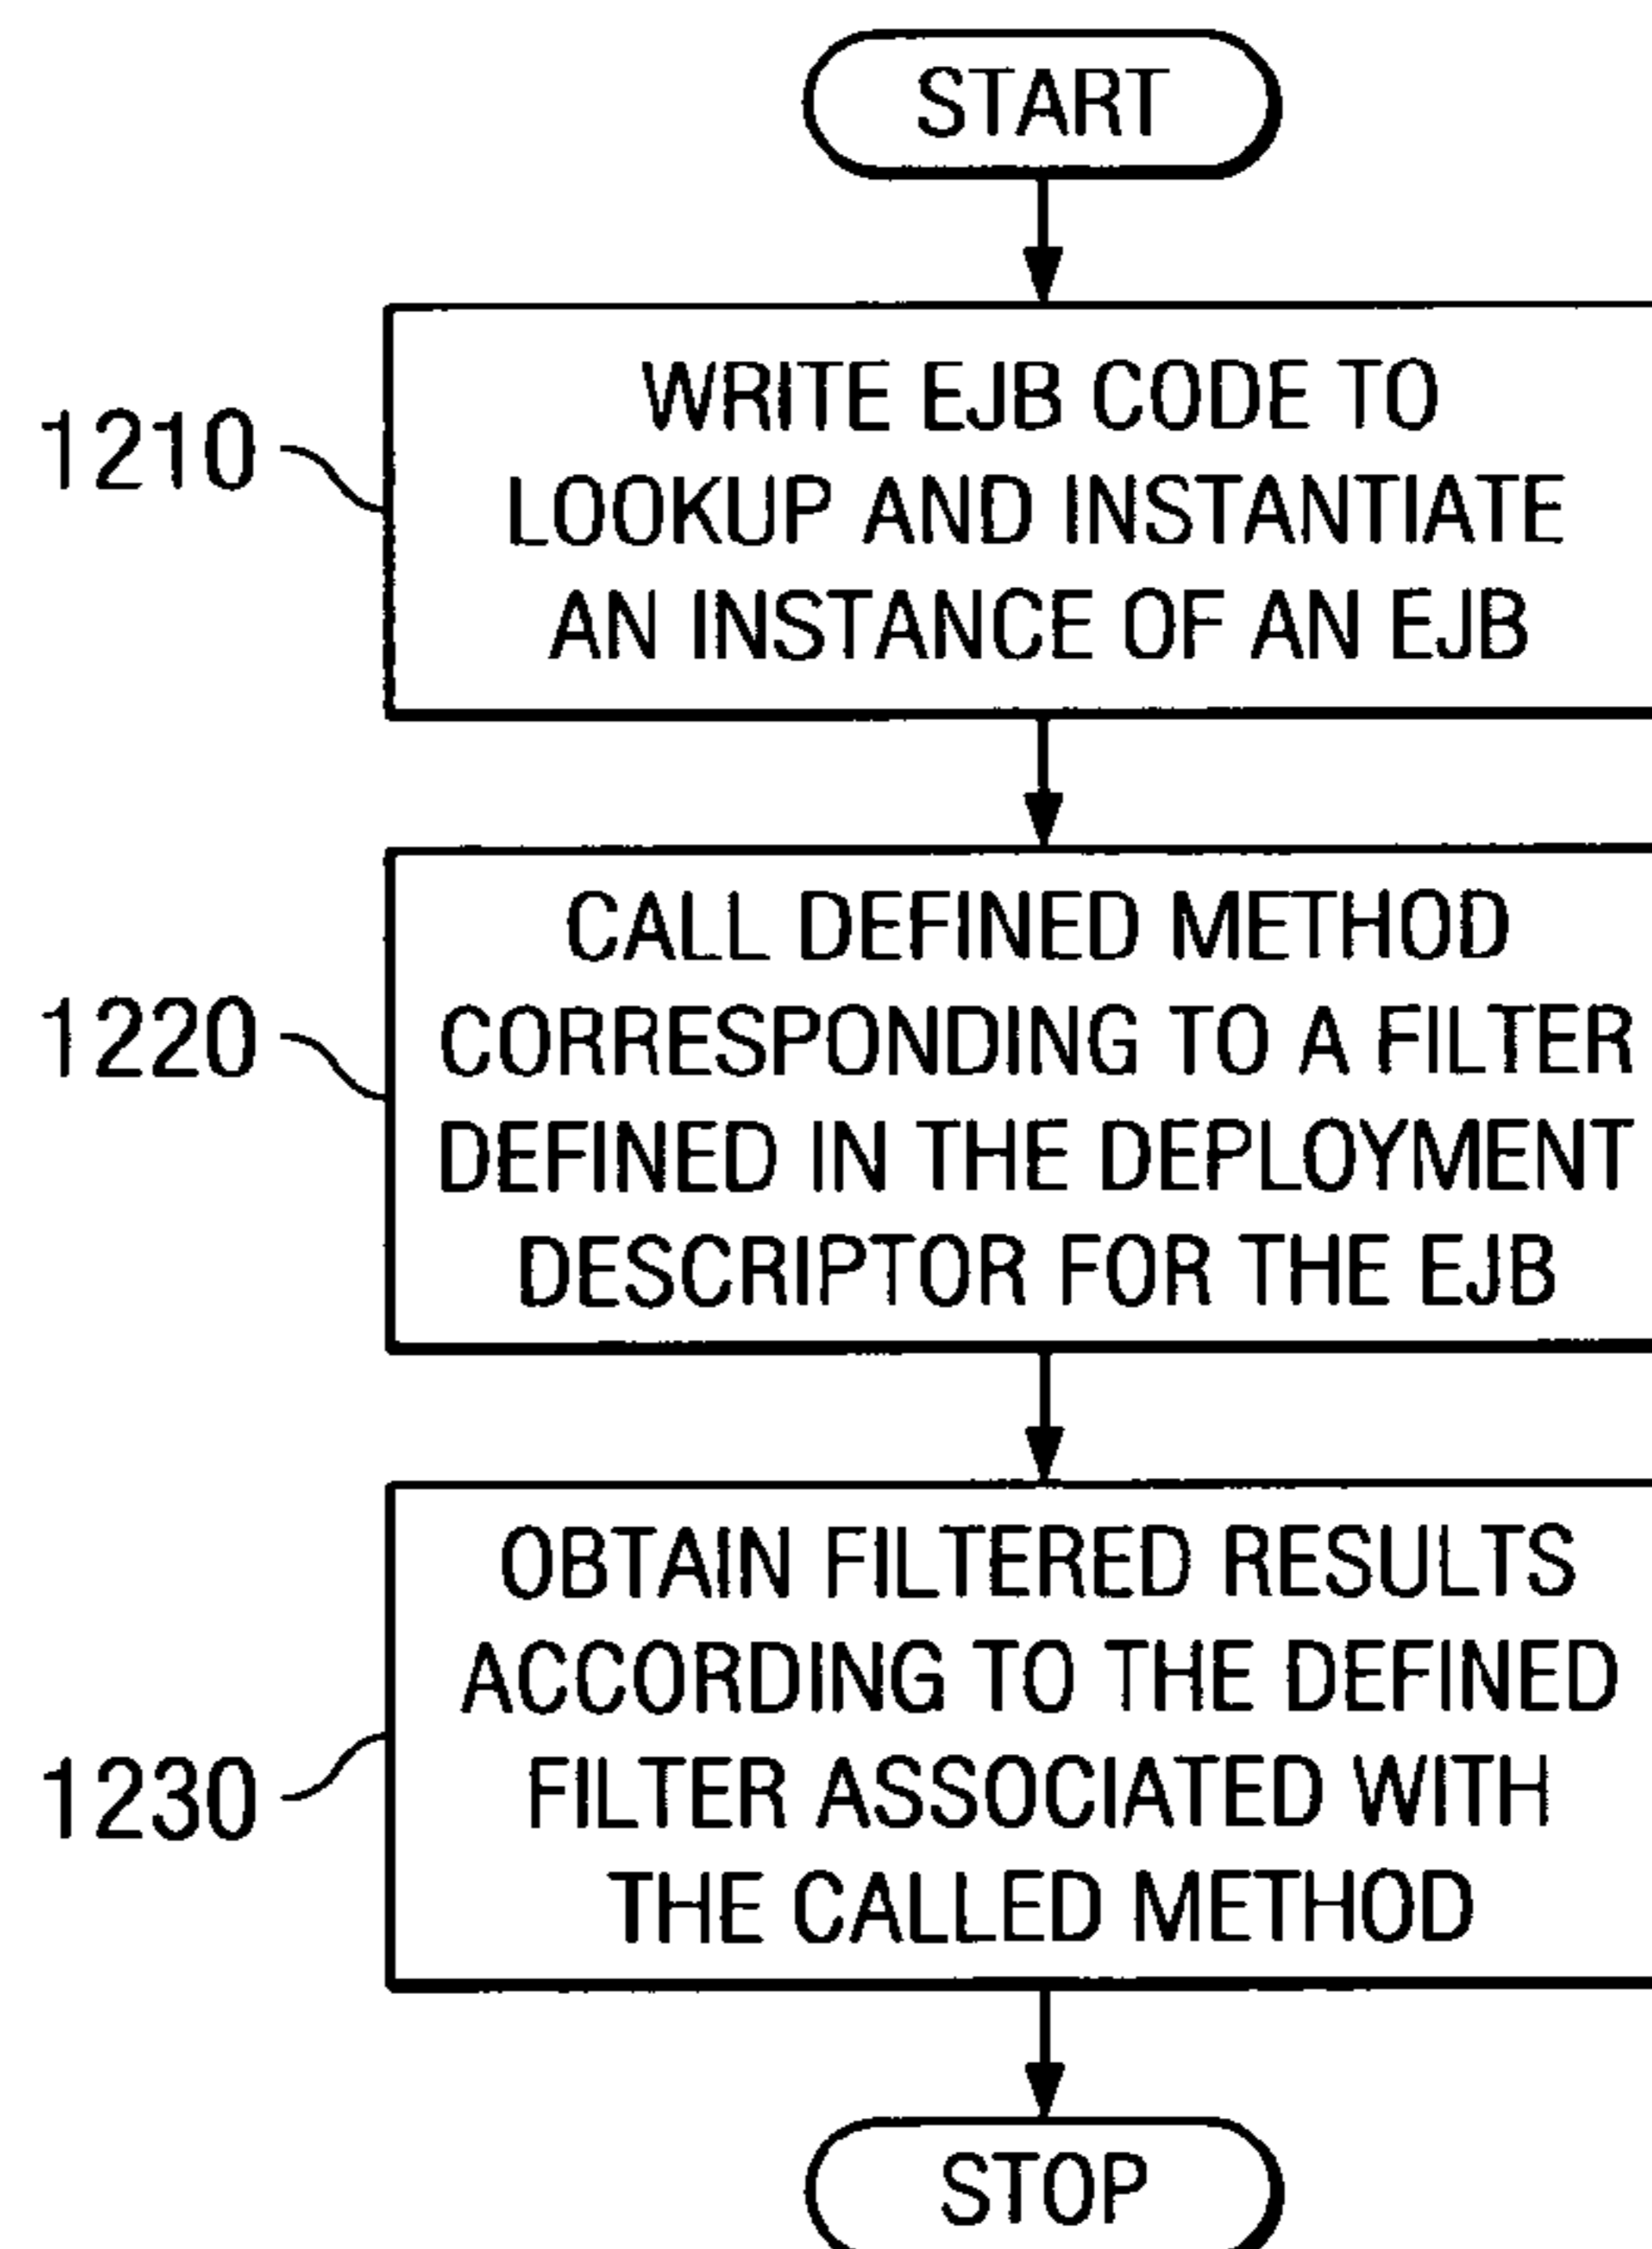 START
1210
WRITE EJB CODE TO
LOOKUP AND INSTANTIATE
AN INSTANCE OF AN EJB
1220
CALL DEFINED METHOD
CORRESPONDING TO A FILTER
DEFINED IN THE DEPLOYMENT
DESCRIPTOR FOR THE EJB
1230
OBTAIN FILTERED RESULTS
ACCORDING TO THE DEFINED
FILTER ASSOCIATED WITH
THE CALLED METHOD
STOP